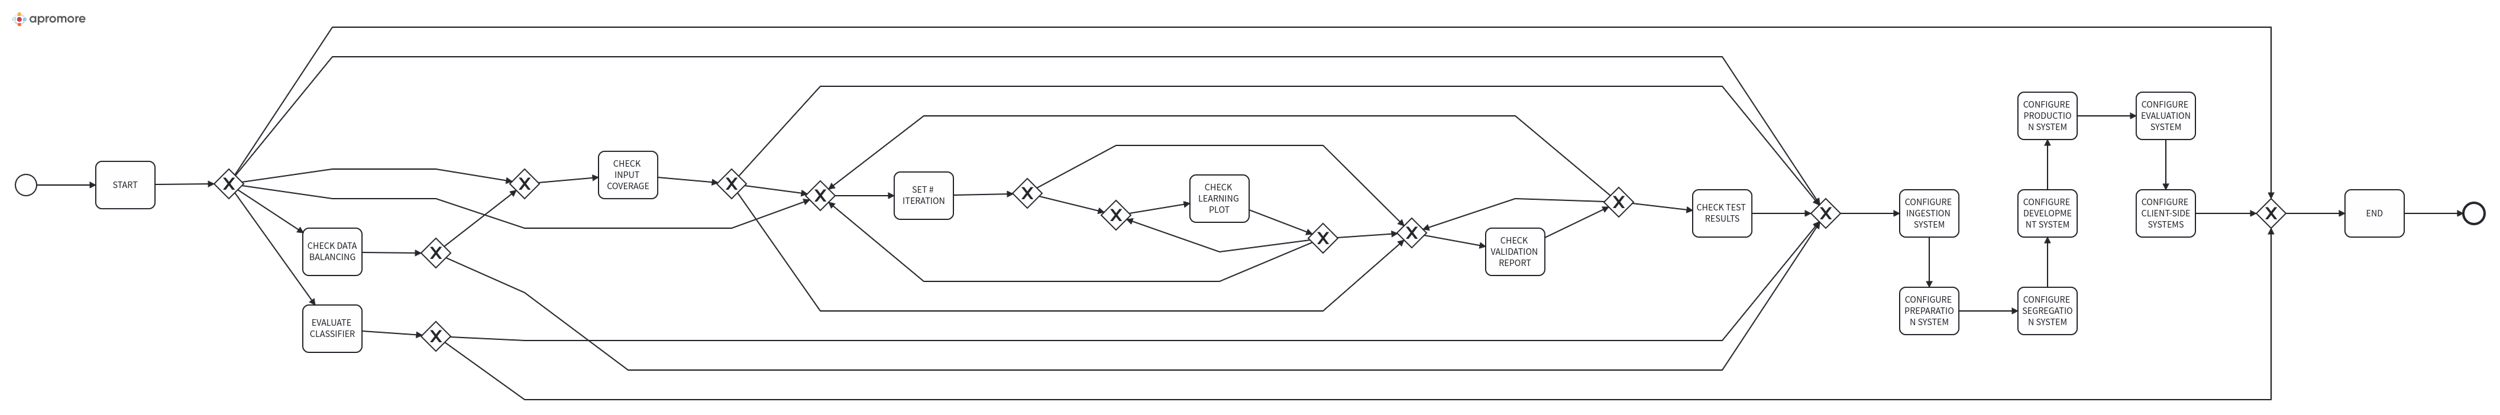 apromore
START
CHECK DATA
BALANCING
EVALUATE
CLASSIFIER
CHECK
INPUT
COVERAGE
SET #
ITERATION
CHECK
LEARNING
PLOT
CHECK
VALIDATION
REPORT
CHECK TEST
RESULTS
CONFIGURE
INGESTION
SYSTEM
CONFIGURE
PREPARATIO
N SYSTEM
CONFIGURE
SEGREGATIO
N SYSTEM
CONFIGURE
DEVELOPME
NT SYSTEM
CONFIGURE
PRODUCTIO
N SYSTEM
CONFIGURE
EVALUATION
SYSTEM
CONFIGURE
CLIENT-SIDE
SYSTEMS
END